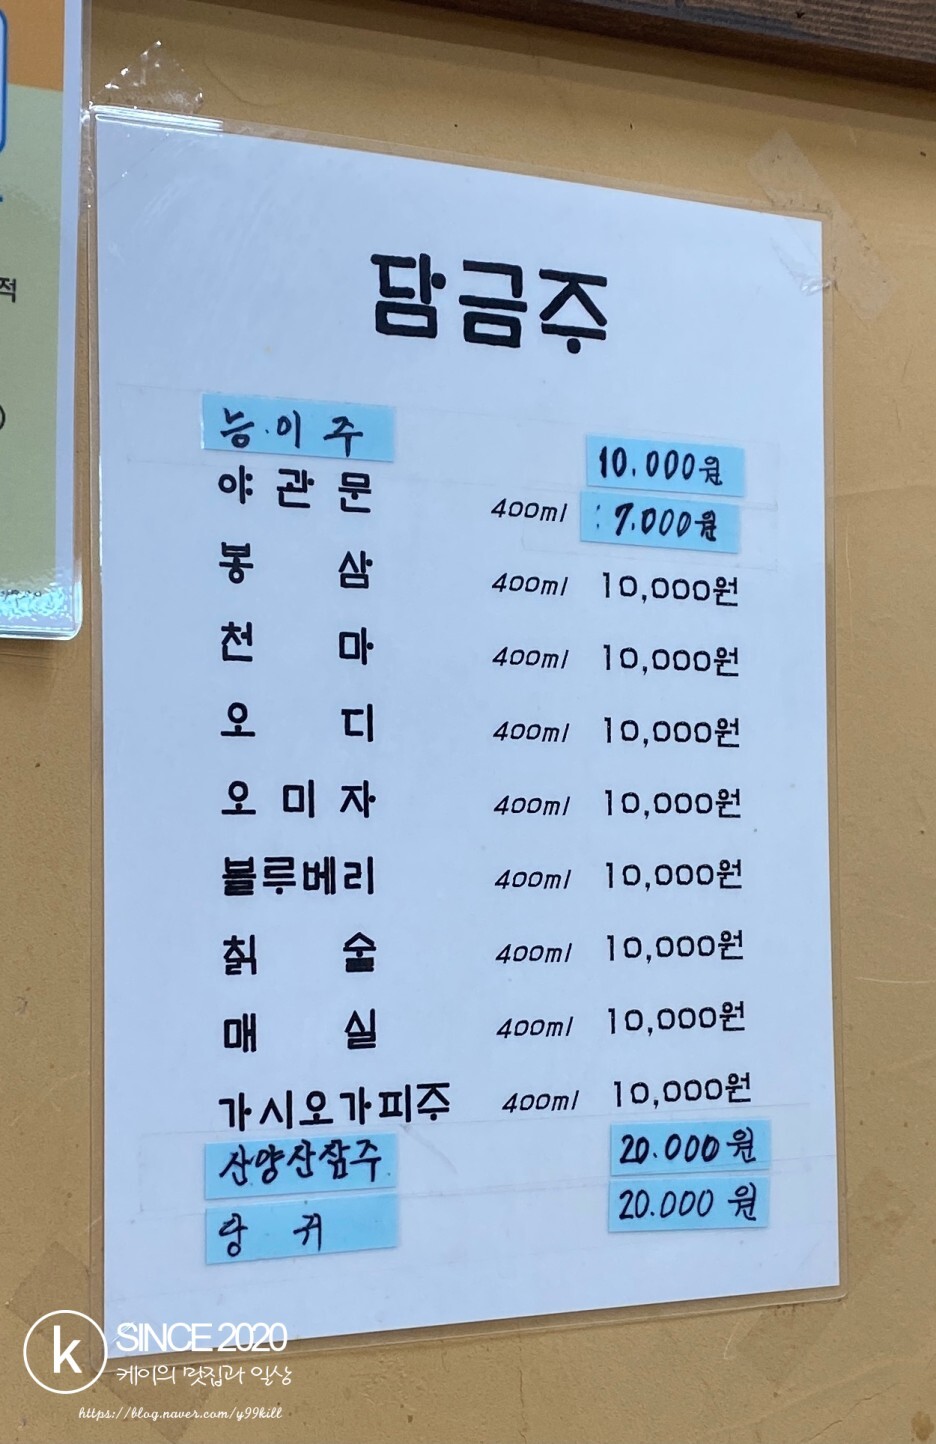 적
)
담금주
능이주 10.000원
야관문 400ml 7.000원
봉삼 400ml 10,000원
천마 400ml 10,000원
오디 400ml 10,000원
오미자 400ml 10,000원
블루베리 400ml 10,000원
칡술 400ml 10,000원
매실 400ml 10,000원
가시오가피주 400ml 10,000원
산양산삼주 20.000원
당귀 20.000원
k SINCE 2020
케이의 맛집과 일상
https://blog.naver.com/y99kill